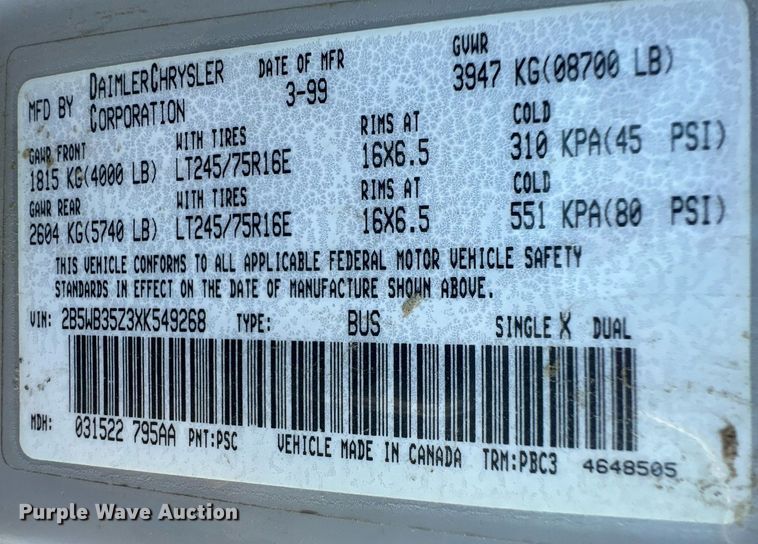 MFD BY DAIMLERCHRYSLER CORPORATION DATE OF MFR 3-99 GVWR 3947 KG(08700 LB)
GAWR FRONT WITH TIRES RIMS AT COLD
1815 KG(4000 LB) LT245/75R16E 16X6.5 310 KPA(45 PSI)
GAWR REAR WITH TIRES RIMS AT COLD
2604 KG(5740 LB) LT245/75R16E 16X6.5 551 KPA(80 PSI)
THIS VEHICLE CONFORMS TO ALL APPLICABLE FEDERAL MOTOR VEHICLE SAFETY
STANDARDS IN EFFECT ON THE DATE OF MANUFACTURE SHOWN ABOVE.
VIN: 2B5WB35Z3XK549268 TYPE: BUS SINGLE X DUAL
MDH: 031522 795AA PNT:PSC VEHICLE MADE IN CANADA TRM:PBC3 4648505
Purple Wave Auction